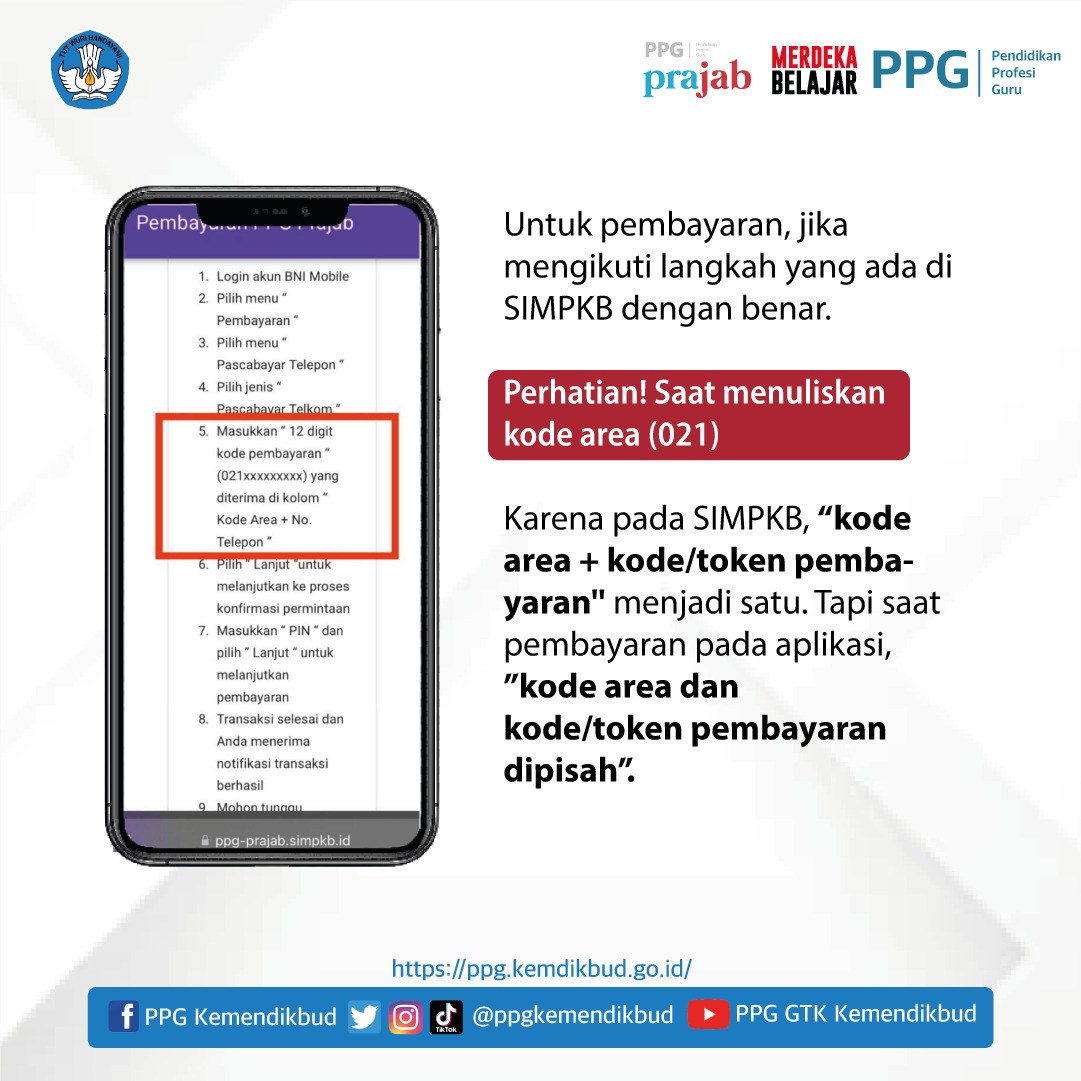 TUT WURI HANDAYANI
PPG
prajab
MERDEKA
BELAJAR
PPG
Pendidikan
Profesi
Guru
Pembayaran PPG Prajab
1. Login akun BNI Mobile
2. Pilih menu “
Pembayaran “
3. Pilih menu “
Pascabayar Telepon “
4. Pilih jenis “
Pascabayar Telkom “
5. Masukkan “ 12 digit
kode pembayaran “
(021xxxxxxxxx) yang
diterima di kolom “
Kode Area + No.
Telepon “
6. Pilih “ Lanjut “untuk
melanjutkan ke proses
konfirmasi permintaan
7. Masukkan “ PIN “ dan
pilih “ Lanjut “ untuk
melanjutkan
pembayaran
8. Transaksi selesai dan
Anda menerima
notifikasi transaksi
berhasil
9. Mohon tunggu
ppg-prajab.simpkb.id
Untuk pembayaran, jika
mengikuti langkah yang ada di
SIMPKB dengan benar.
Perhatian! Saat menuliskan
kode area (021)
Karena pada SIMPKB, “kode
area + kode/token pemba-
yaran" menjadi satu. Tapi saat
pembayaran pada aplikasi,
”kode area dan
kode/token pembayaran
dipisah”.
https://ppg.kemdikbud.go.id/
PPG Kemendikbud
TikTok
@ppgkemendikbud
PPG GTK Kemendikbud